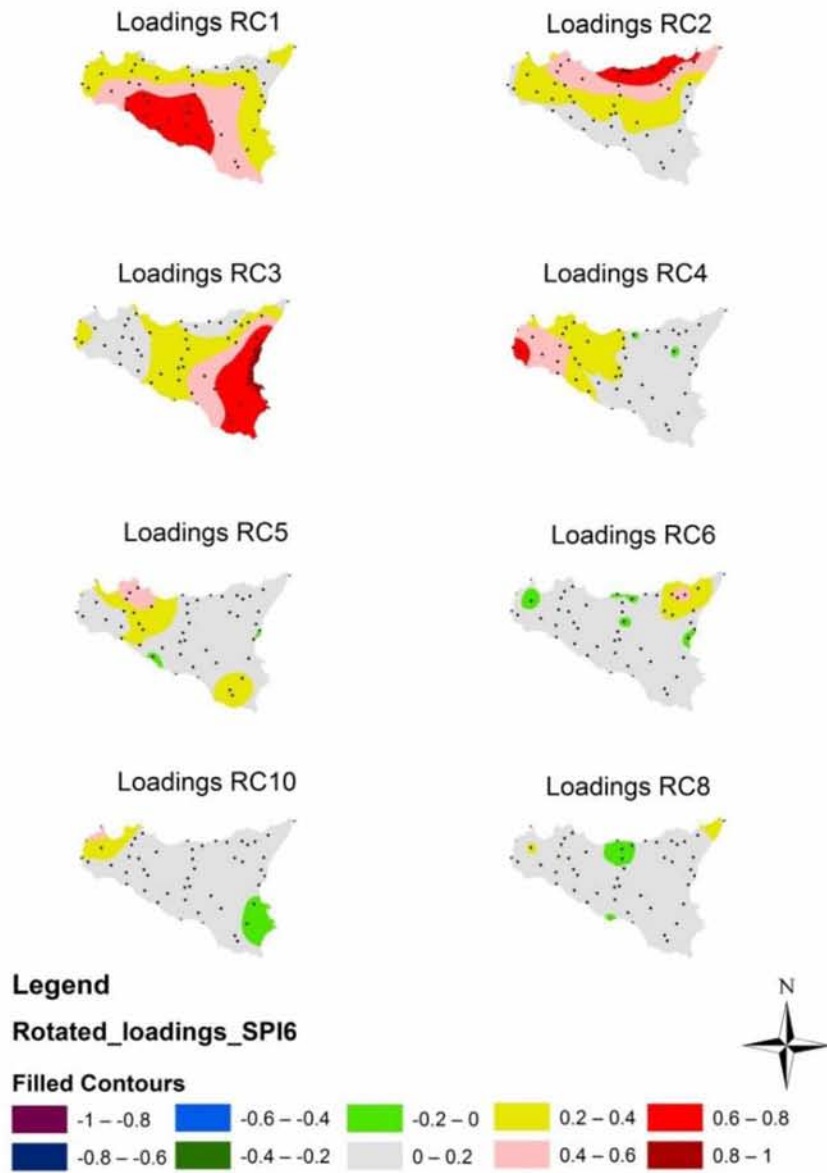 Loadings RC1
Loadings RC2
Loadings RC3
Loadings RC4
Loadings RC5
Loadings RC6
Loadings RC10
Loadings RC8
Legend
N
Rotated_loadings_SPI6
Filled Contours
-1 – -0.8
-0.6 – -0.4
-0.2 – 0
0.2 – 0.4
0.6 – 0.8
-0.8 – -0.6
-0.4 – -0.2
0 – 0.2
0.4 – 0.6
0.8 – 1